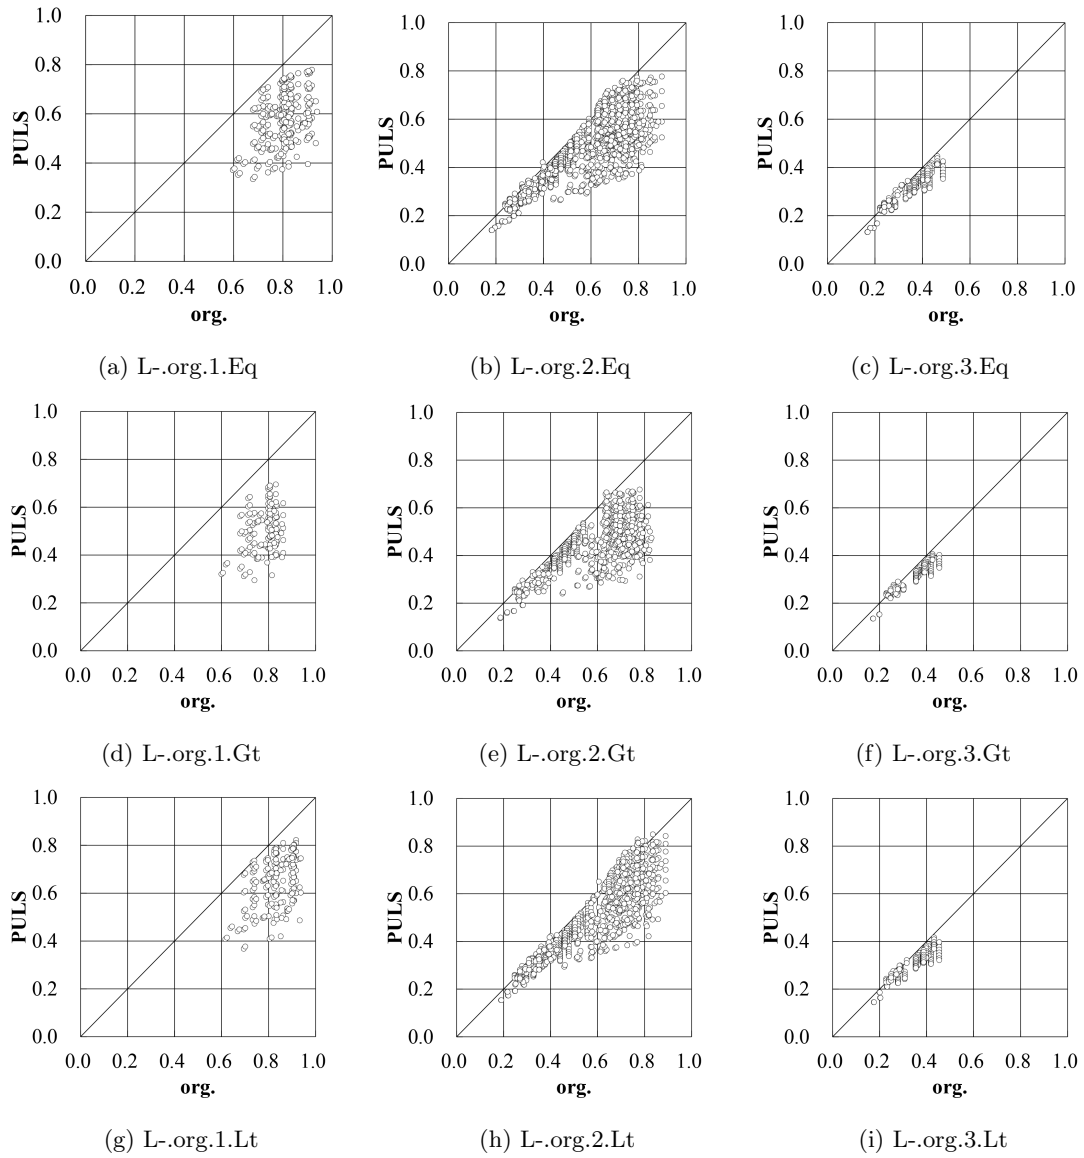 1.0 1.0 1.0
0.8 0.8 0.8
0.6 0.6 0.6
PULS PULS PULS
0.4 0.4 0.4
0.2 0.2 0.2
0.0 0.0 0.0
0.0 0.2 0.4 0.6 0.8 1.0 0.0 0.2 0.4 0.6 0.8 1.0 0.0 0.2 0.4 0.6 0.8 1.0
org. org. org.
(a) L-.org.1.Eq (b) L-.org.2.Eq (c) L-.org.3.Eq
1.0 1.0 1.0
0.8 0.8 0.8
0.6 0.6 0.6
PULS PULS PULS
0.4 0.4 0.4
0.2 0.2 0.2
0.0 0.0 0.0
0.0 0.2 0.4 0.6 0.8 1.0 0.0 0.2 0.4 0.6 0.8 1.0 0.0 0.2 0.4 0.6 0.8 1.0
org. org. org.
(d) L-.org.1.Gt (e) L-.org.2.Gt (f) L-.org.3.Gt
1.0 1.0 1.0
0.8 0.8 0.8
0.6 0.6 0.6
PULS PULS PULS
0.4 0.4 0.4
0.2 0.2 0.2
0.0 0.0 0.0
0.0 0.2 0.4 0.6 0.8 1.0 0.0 0.2 0.4 0.6 0.8 1.0 0.0 0.2 0.4 0.6 0.8 1.0
org. org. org.
(g) L-.org.1.Lt (h) L-.org.2.Lt (i) L-.org.3.Lt